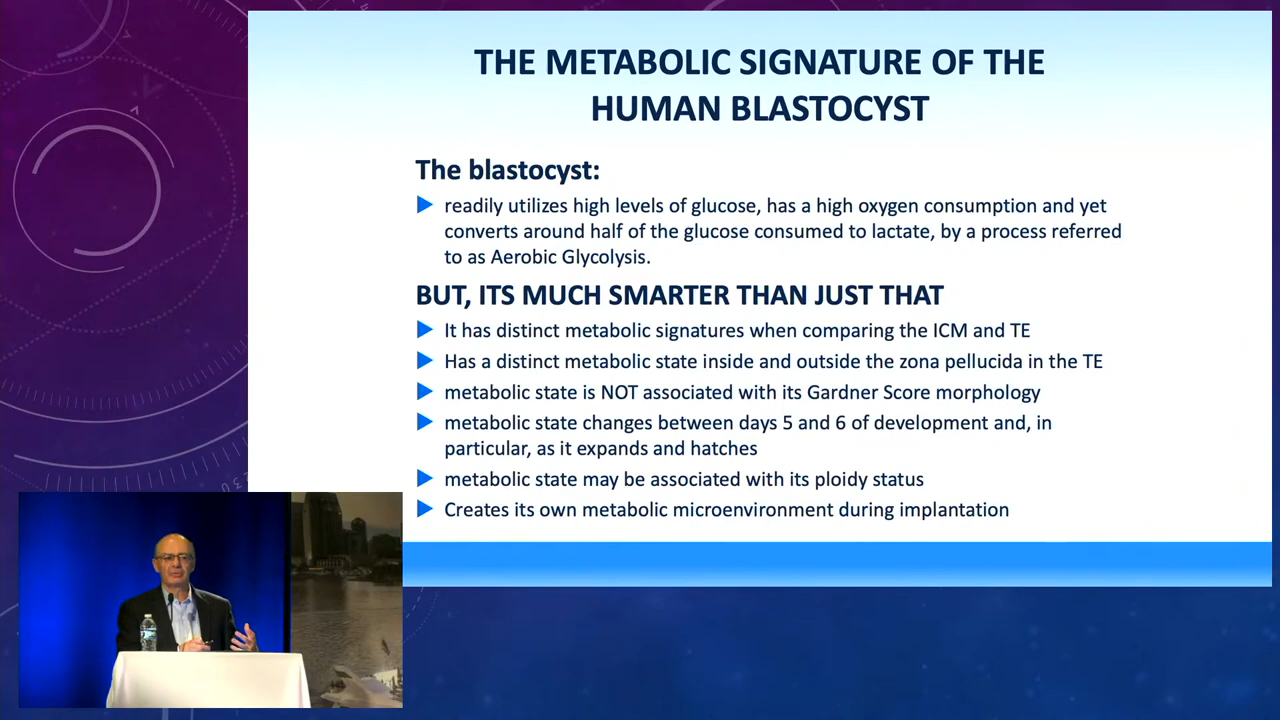 THE METABOLIC SIGNATURE OF THE
HUMAN BLASTOCYST
The blastocyst:
readily utilizes high levels of glucose, has a high oxygen consumption and yet
converts around half of the glucose consumed to lactate, by a process referred
to as Aerobic Glycolysis.
BUT, ITS MUCH SMARTER THAN JUST THAT
It has distinct metabolic signatures when comparing the ICM and TE
Has a distinct metabolic state inside and outside the zona pellucida in the TE
metabolic state is NOT associated with its Gardner Score morphology
metabolic state changes between days 5 and 6 of development and, in
particular, as it expands and hatches
metabolic state may be associated with its ploidy status
Creates its own metabolic microenvironment during implantation